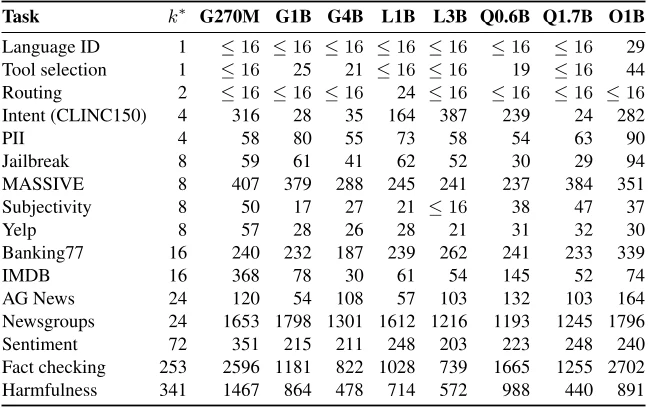 Task k* G270M G1B G4B L1B L3B Q0.6B Q1.7B O1B
Language ID 1 ≤ 16 ≤ 16 ≤ 16 ≤ 16 ≤ 16 ≤ 16 ≤ 16 29
Tool selection 1 ≤ 16 25 21 ≤ 16 ≤ 16 19 ≤ 16 44
Routing 2 ≤ 16 ≤ 16 ≤ 16 24 ≤ 16 ≤ 16 ≤ 16 ≤ 16
Intent (CLINC150) 4 316 28 35 164 387 239 24 282
PII 4 58 80 55 73 58 54 63 90
Jailbreak 8 59 61 41 62 52 30 29 94
MASSIVE 8 407 379 288 245 241 237 384 351
Subjectivity 8 50 17 27 21 ≤ 16 38 47 37
Yelp 8 57 28 26 28 21 31 32 30
Banking77 16 240 232 187 239 262 241 233 339
IMDB 16 368 78 30 61 54 145 52 74
AG News 24 120 54 108 57 103 132 103 164
Newsgroups 24 1653 1798 1301 1612 1216 1193 1245 1796
Sentiment 72 351 215 211 248 203 223 248 240
Fact checking 253 2596 1181 822 1028 739 1665 1255 2702
Harmfulness 341 1467 864 478 714 572 988 440 891